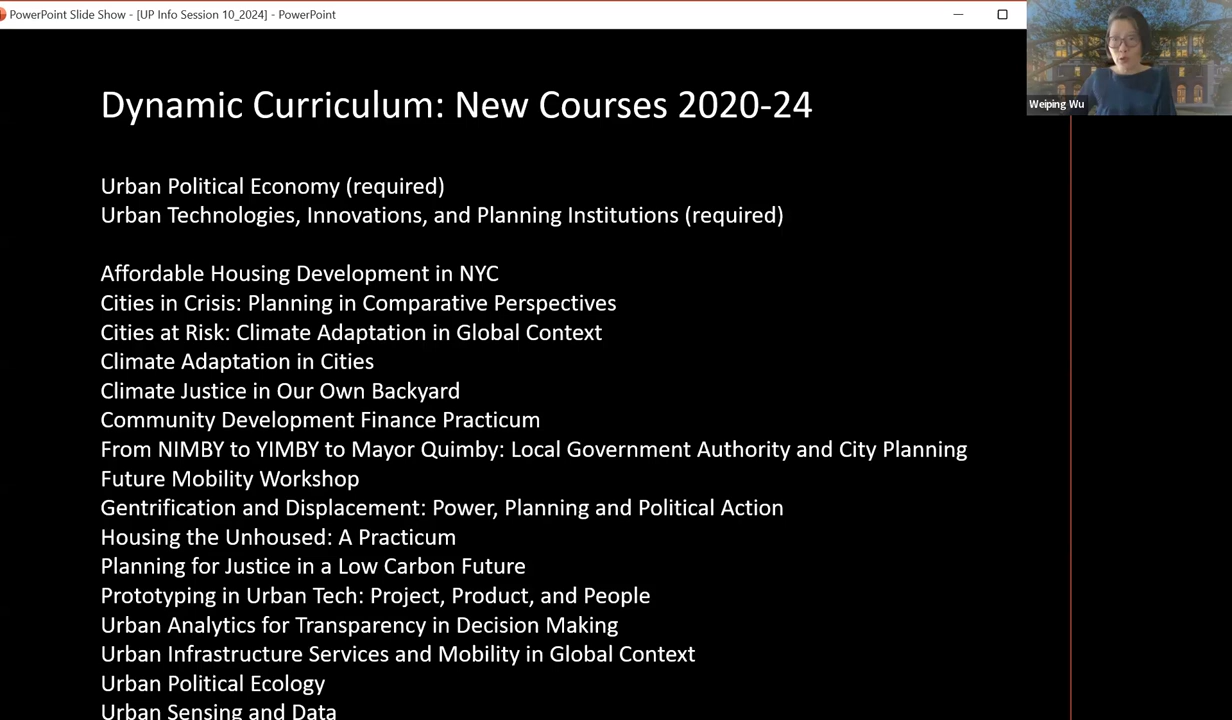 PowerPoint Slide Show - [UP Info Session 10_2024] - PowerPoint
Weiping Wu
Dynamic Curriculum: New Courses 2020-24
Urban Political Economy (required)
Urban Technologies, Innovations, and Planning Institutions (required)
Affordable Housing Development in NYC
Cities in Crisis: Planning in Comparative Perspectives
Cities at Risk: Climate Adaptation in Global Context
Climate Adaptation in Cities
Climate Justice in Our Own Backyard
Community Development Finance Practicum
From NIMBY to YIMBY to Mayor Quimby: Local Government Authority and City Planning
Future Mobility Workshop
Gentrification and Displacement: Power, Planning and Political Action
Housing the Unhoused: A Practicum
Planning for Justice in a Low Carbon Future
Prototyping in Urban Tech: Project, Product, and People
Urban Analytics for Transparency in Decision Making
Urban Infrastructure Services and Mobility in Global Context
Urban Political Ecology
Urban Sensing and Data